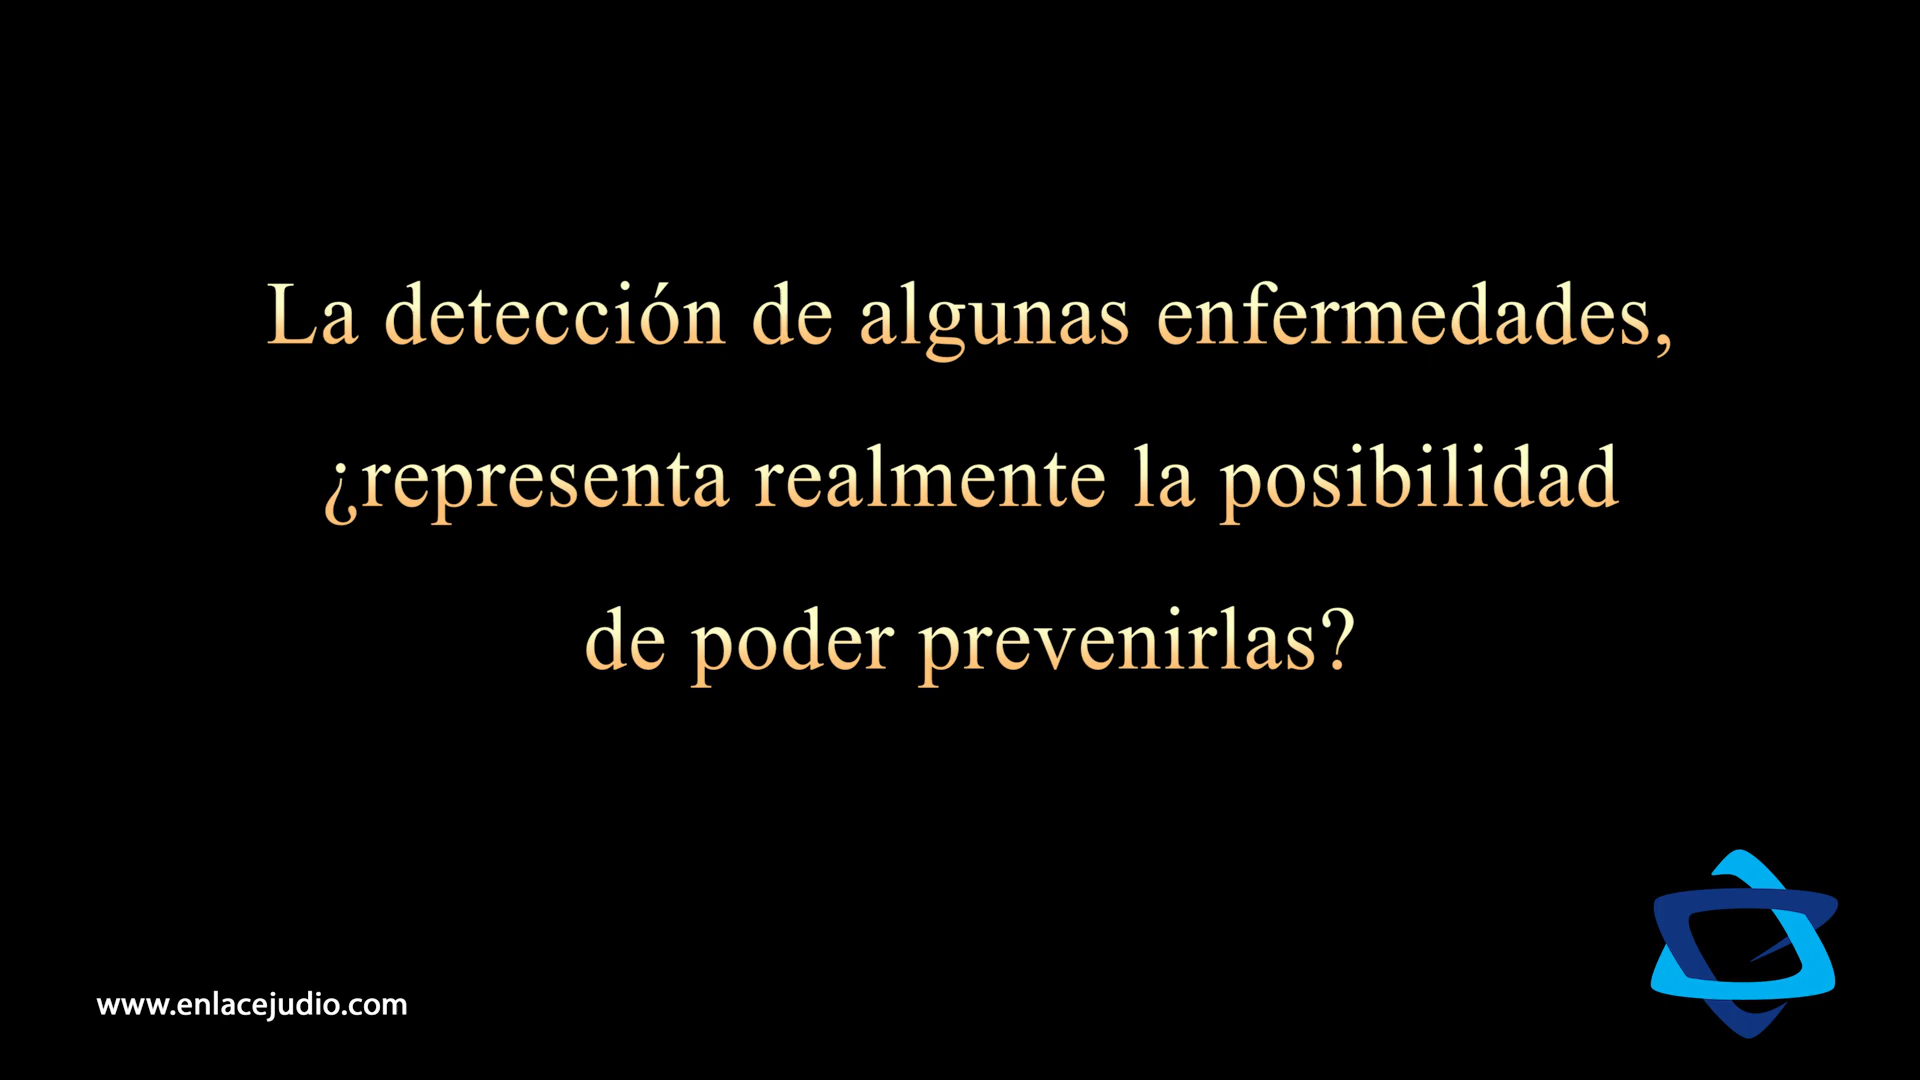 La detección de algunas enfermedades,
¿representa realmente la posibilidad
de poder prevenirlas?
www.enlacejudio.com